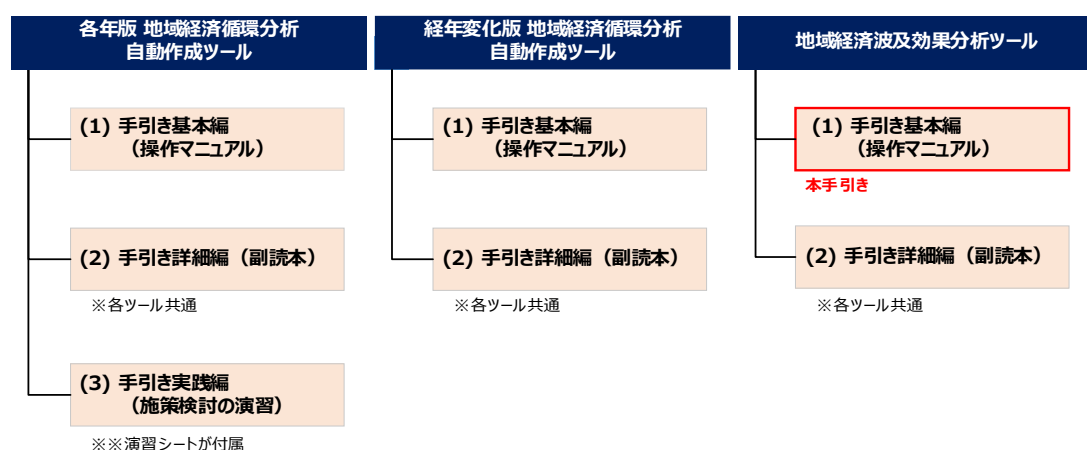 各年版 地域経済循環分析
自動作成ツール
(1) 手引き基本編
（操作マニュアル）
(2) 手引き詳細編（副読本）
※各ツール共通
(3) 手引き実践編
（施策検討の演習）
※※演習シートが付属
経年変化版 地域経済循環分析
自動作成ツール
(1) 手引き基本編
（操作マニュアル）
(2) 手引き詳細編（副読本）
※各ツール共通
地域経済波及効果分析ツール
(1) 手引き基本編
（操作マニュアル）
本手引き
(2) 手引き詳細編（副読本）
※各ツール共通